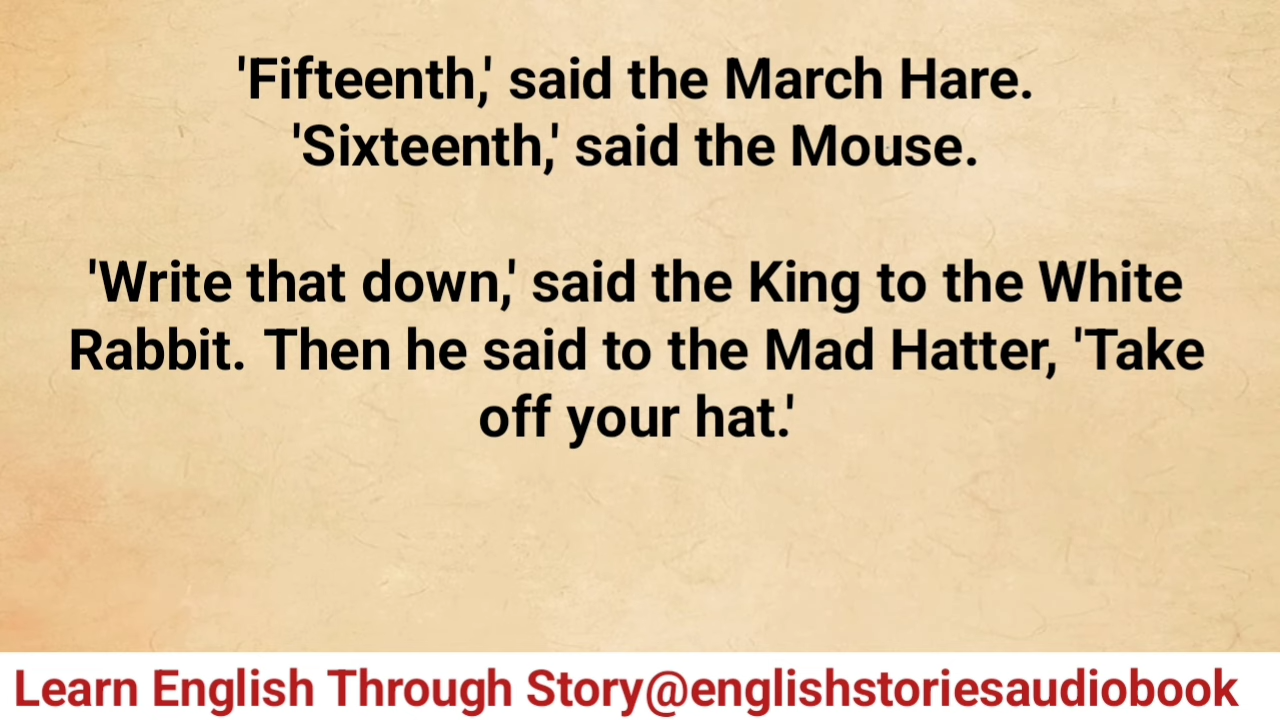 'Fifteenth,' said the March Hare.
'Sixteenth,' said the Mouse.
'Write that down,' said the King to the White
Rabbit. Then he said to the Mad Hatter, 'Take
off your hat.'
Learn English Through Story@englishstoriesaudiobook